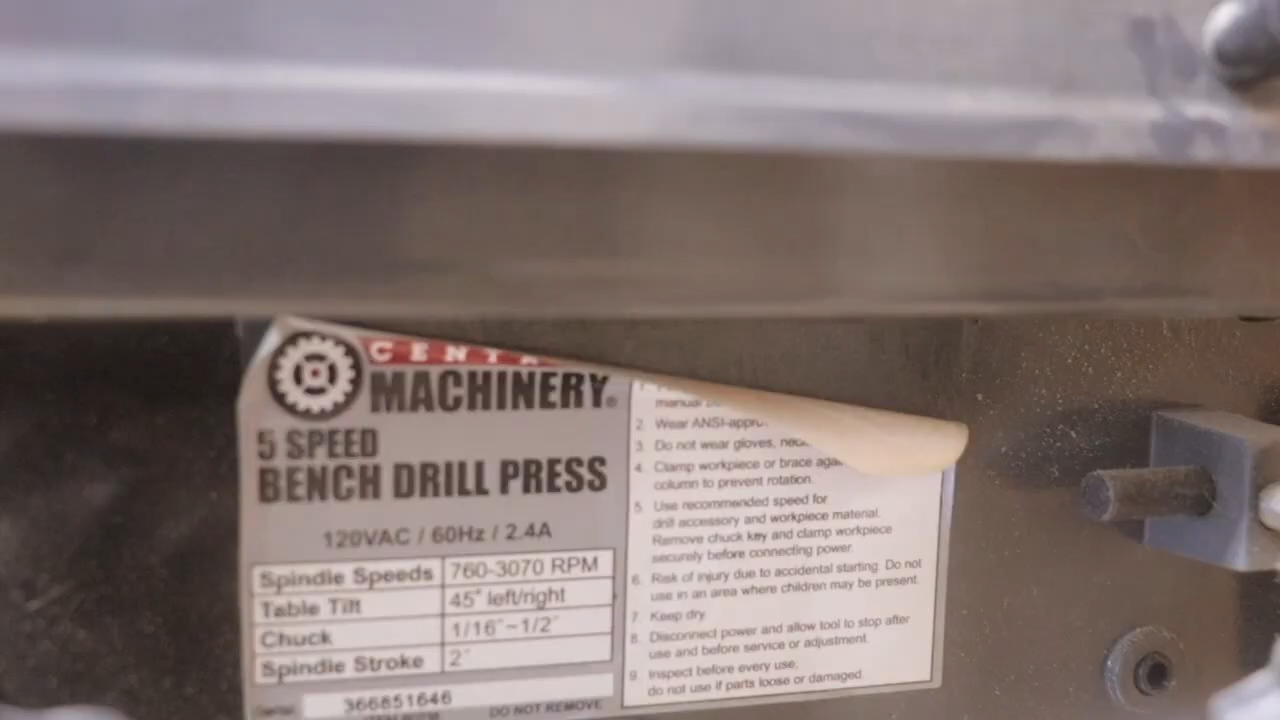 CENT
MACHINERY®
5 SPEED
BENCH DRILL PRESS
120VAC / 60Hz / 2.4A
Spindle Speeds 760-3070 RPM
Table Tilt 45° left/right
Chuck 1/16"~1/2"
Spindle Stroke 2"
366851646
DO NOT REMOVE
manual
2. Wear ANSI-appro
3. Do not wear gloves,
4. Clamp workpiece or brace
column to prevent rotation.
5. Use recommended speed for
drill accessory and workpiece material.
Remove chuck key and clamp workpiece
securely before connecting power.
6. Risk of injury due to accidental starting. Do not
use in an area where children may be present.
7. Keep dry.
8. Disconnect power and allow tool to stop after
use and before service or adjustment.
9. Inspect before every use,
do not use if parts loose or damaged.